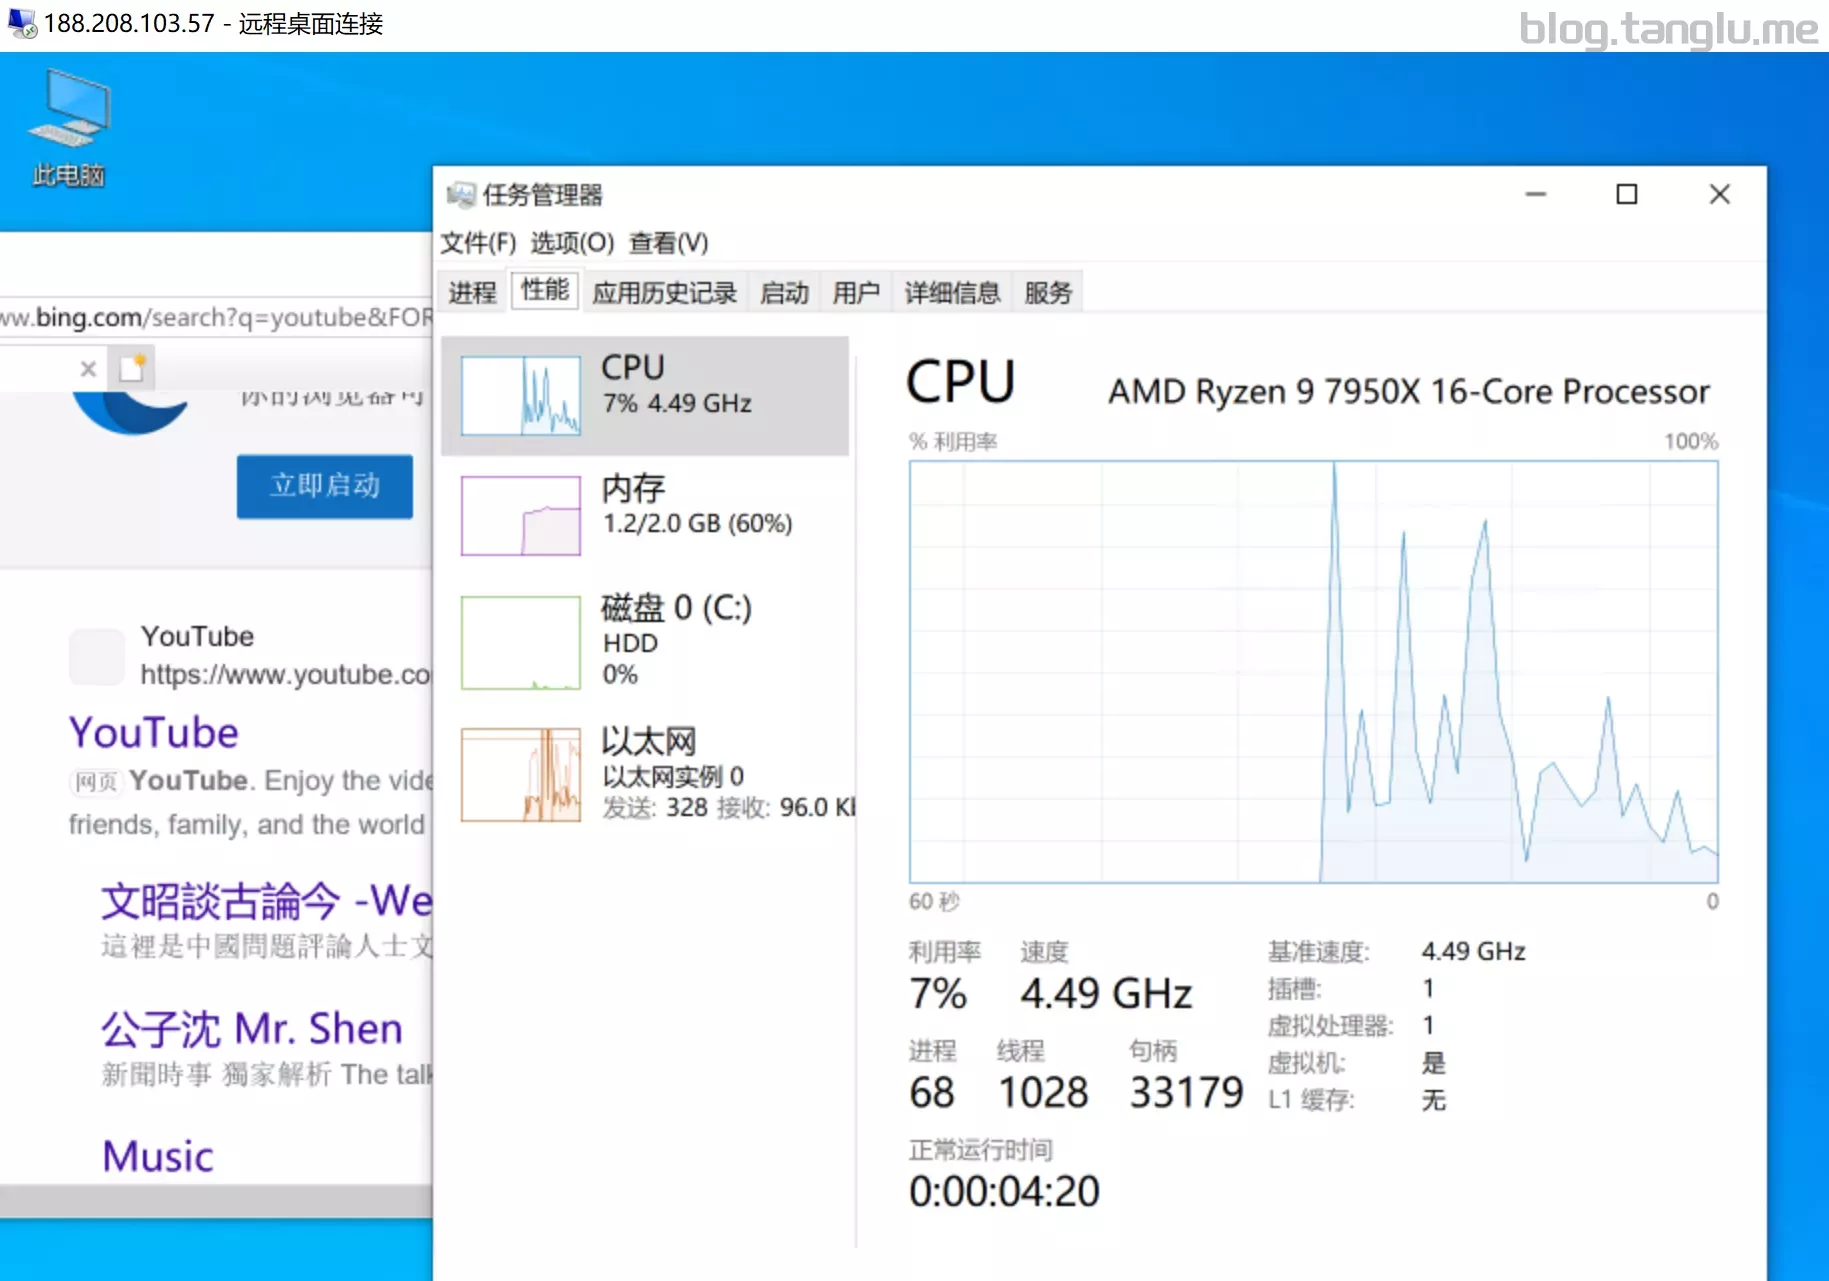 188.208.103.57 - 远程桌面连接
blog.tanglu.me
此电脑
ww.bing.com/search?q=youtube&FOR
你的浏览器可
立即启动
YouTube
https://www.youtube.co
YouTube
网页 YouTube. Enjoy the vide
friends, family, and the world
文昭談古論今 -We
這裡是中國問題評論人士文
公子沈 Mr. Shen
新聞時事 獨家解析 The talk
Music
任务管理器
文件(F) 选项(O) 查看(V)
进程 性能 应用历史记录 启动 用户 详细信息 服务
CPU
7% 4.49 GHz
内存
1.2/2.0 GB (60%)
磁盘 0 (C:)
HDD
0%
以太网
以太网实例 0
发送: 328 接收: 96.0 Kb
CPU AMD Ryzen 9 7950X 16-Core Processor
% 利用率 100%
60 秒 0
利用率 速度
7% 4.49 GHz
进程 线程 句柄
68 1028 33179
正常运行时间
0:00:04:20
基准速度: 4.49 GHz
插槽: 1
虚拟处理器: 1
虚拟机: 是
L1 缓存: 无